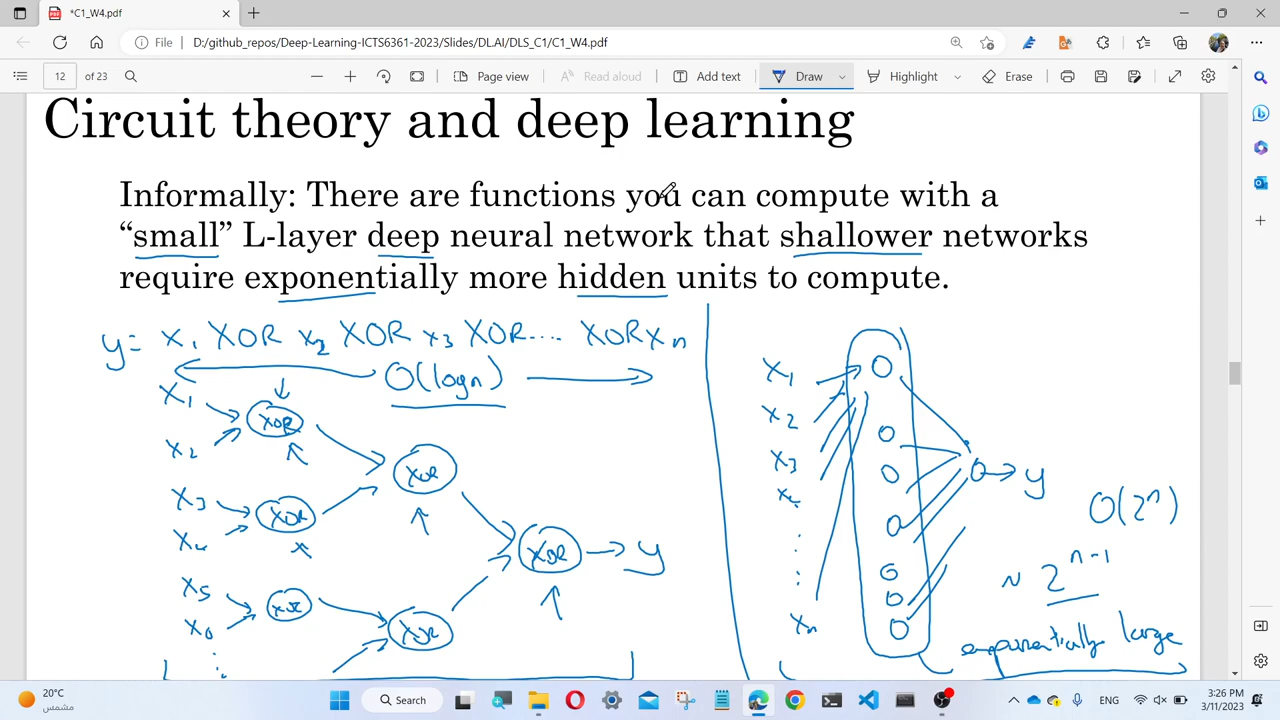 *C1_W4.pdf
File D:/github_repos/Deep-Learning-ICTS6361-2023/Slides/DL.AI/DLS_C1/C1_W4.pdf
12 of 23 Page view Read aloud Add text Draw Highlight Erase
Circuit theory and deep learning
Informally: There are functions you can compute with a
“small” L-layer deep neural network that shallower networks
require exponentially more hidden units to compute.
y= x1 XOR x2 XOR x3 XOR.... XOR xn
O(log n)
x1
x2
XOR
x3
x4
XOR
XOR
x5
x6
XOR
XOR
XOR
y
x1
x2
x3
x4
xn
y
O(2^n)
~ 2^n-1
exponentially large
20°C
مشمس
Search
ENG
3:26 PM
3/11/2023